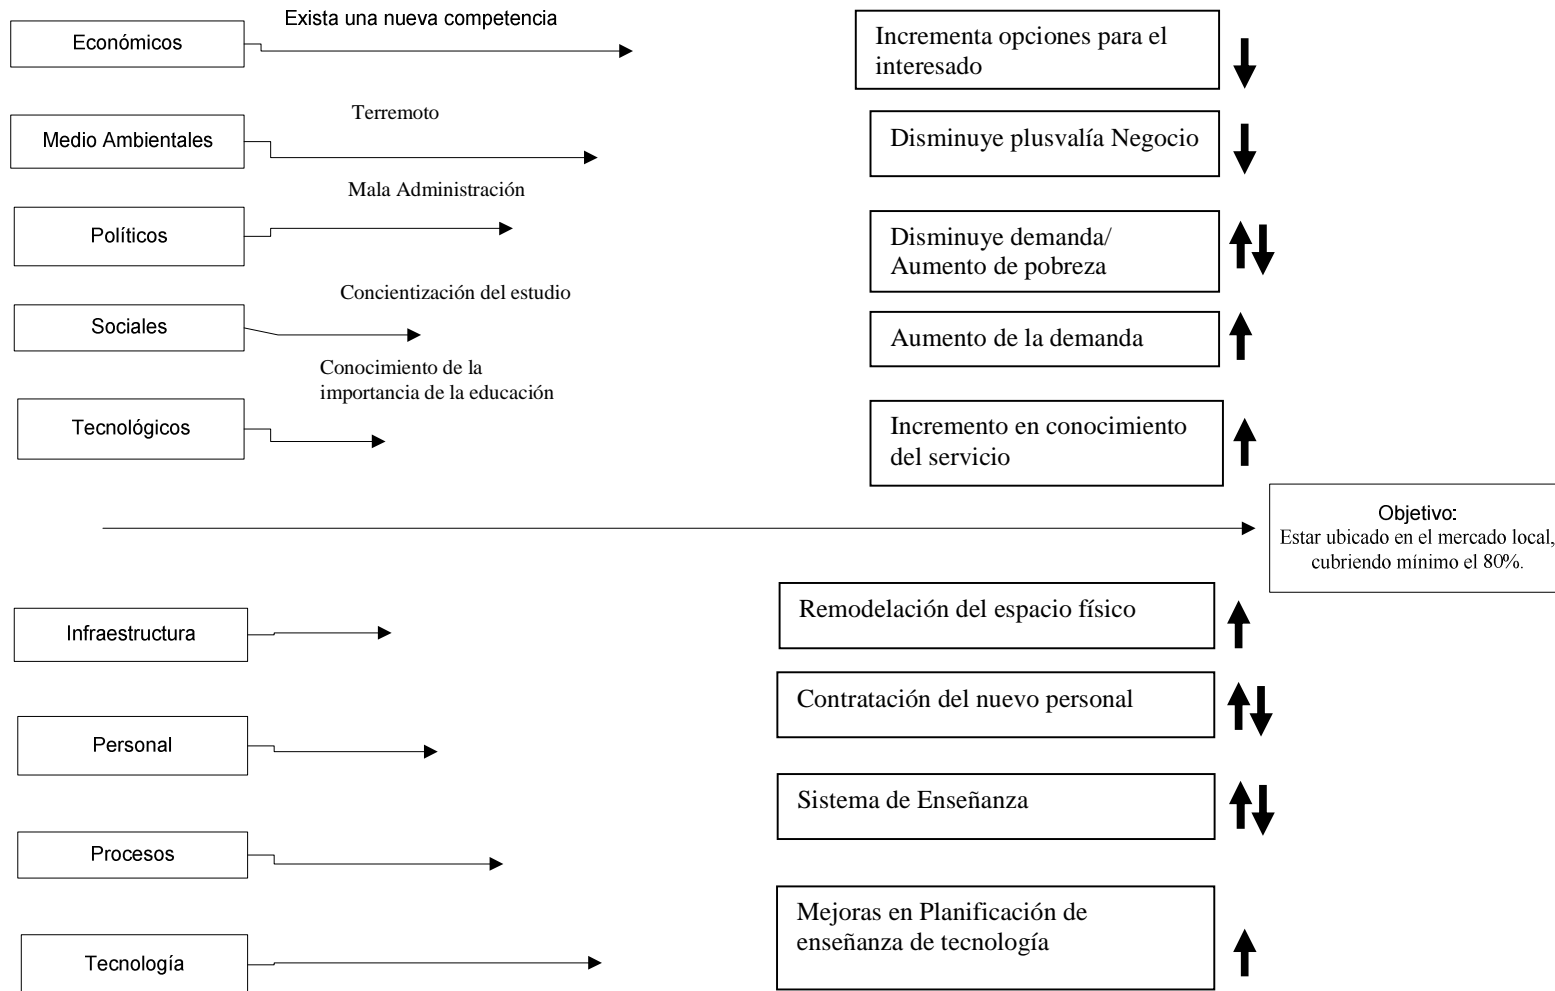 Exista una nueva competencia
Económicos
Incrementa opciones para el
interesado
Terremoto
Medio Ambientales
Disminuye plusvalía Negocio
Mala Administración
Políticos
Disminuye demanda/
Aumento de pobreza
Concientización del estudio
Sociales
Aumento de la demanda
Conocimiento de la
importancia de la educación
Tecnológicos
Incremento en conocimiento
del servicio
Objetivo:
Estar ubicado en el mercado local,
cubriendo mínimo el 80%.
Infraestructura
Remodelación del espacio físico
Personal
Contratación del nuevo personal
Procesos
Sistema de Enseñanza
Tecnología
Mejoras en Planificación de
enseñanza de tecnología